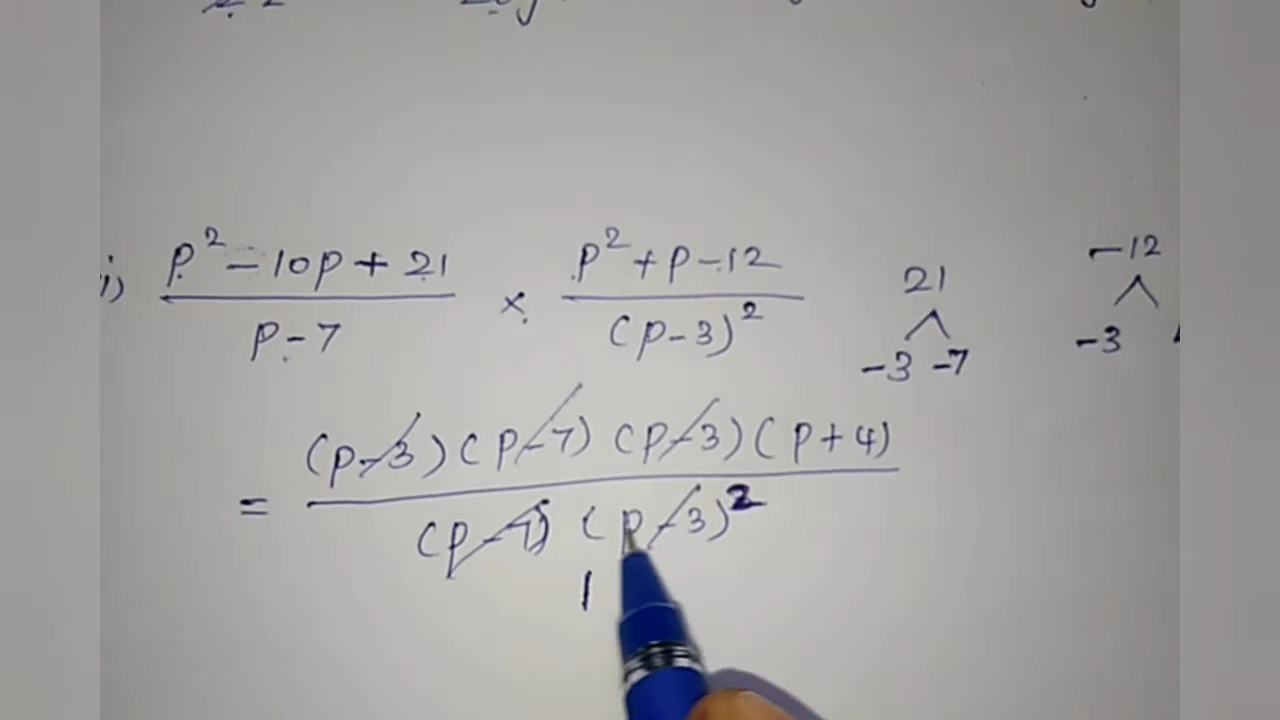 i) p² - 10p + 21 / p - 7 × p² + p - 12 / (p - 3)²
21
-3 -7
-12
-3
= (p - 3)(p - 7)(p - 3)(p + 4) / (p - 7)(p - 3)²
1